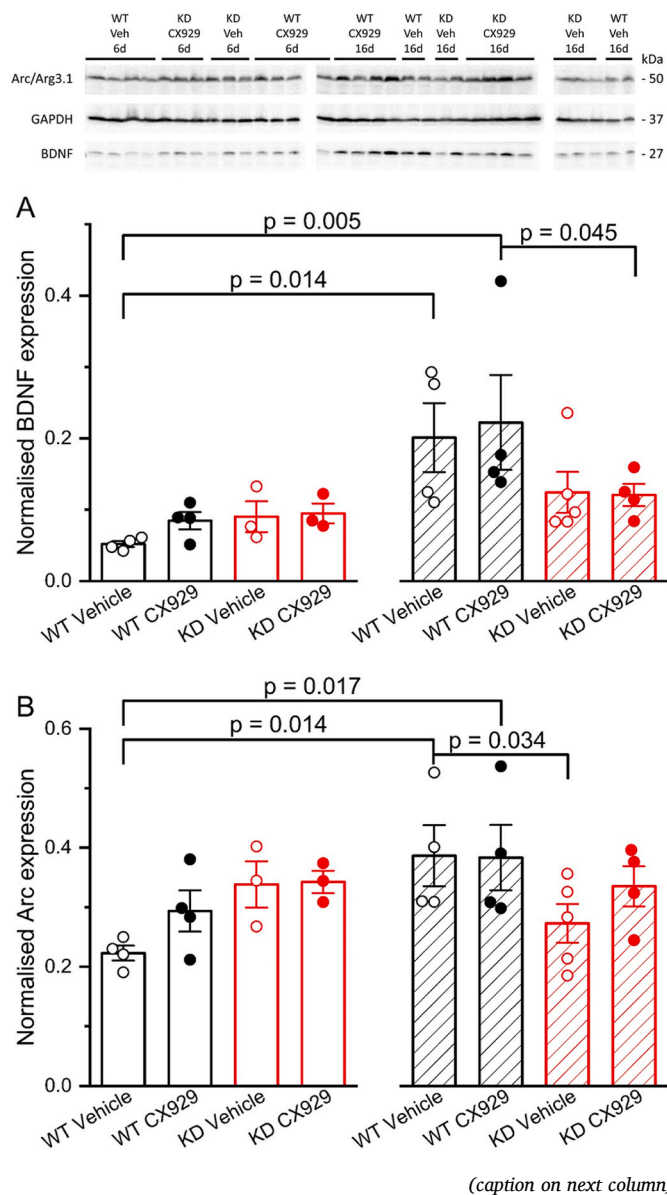 WT Veh 6d
KD CX929 6d
KD Veh 6d
WT CX929 6d
WT CX929 16d
WT Veh 16d
KD Veh 16d
KD CX929 16d
KD Veh 16d
WT Veh 16d
kDa
Arc/Arg3.1
- 50
GAPDH
- 37
BDNF
- 27
A
p = 0.005
p = 0.045
p = 0.014
Normalised BDNF expression
0.4
0.2
0.0
WT Vehicle
WT CX929
KD Vehicle
KD CX929
WT Vehicle
WT CX929
KD Vehicle
KD CX929
B
p = 0.017
p = 0.014
p = 0.034
Normalised Arc expression
0.6
0.4
0.2
0.0
WT Vehicle
WT CX929
KD Vehicle
KD CX929
WT Vehicle
WT CX929
KD Vehicle
KD CX929
(caption on next column